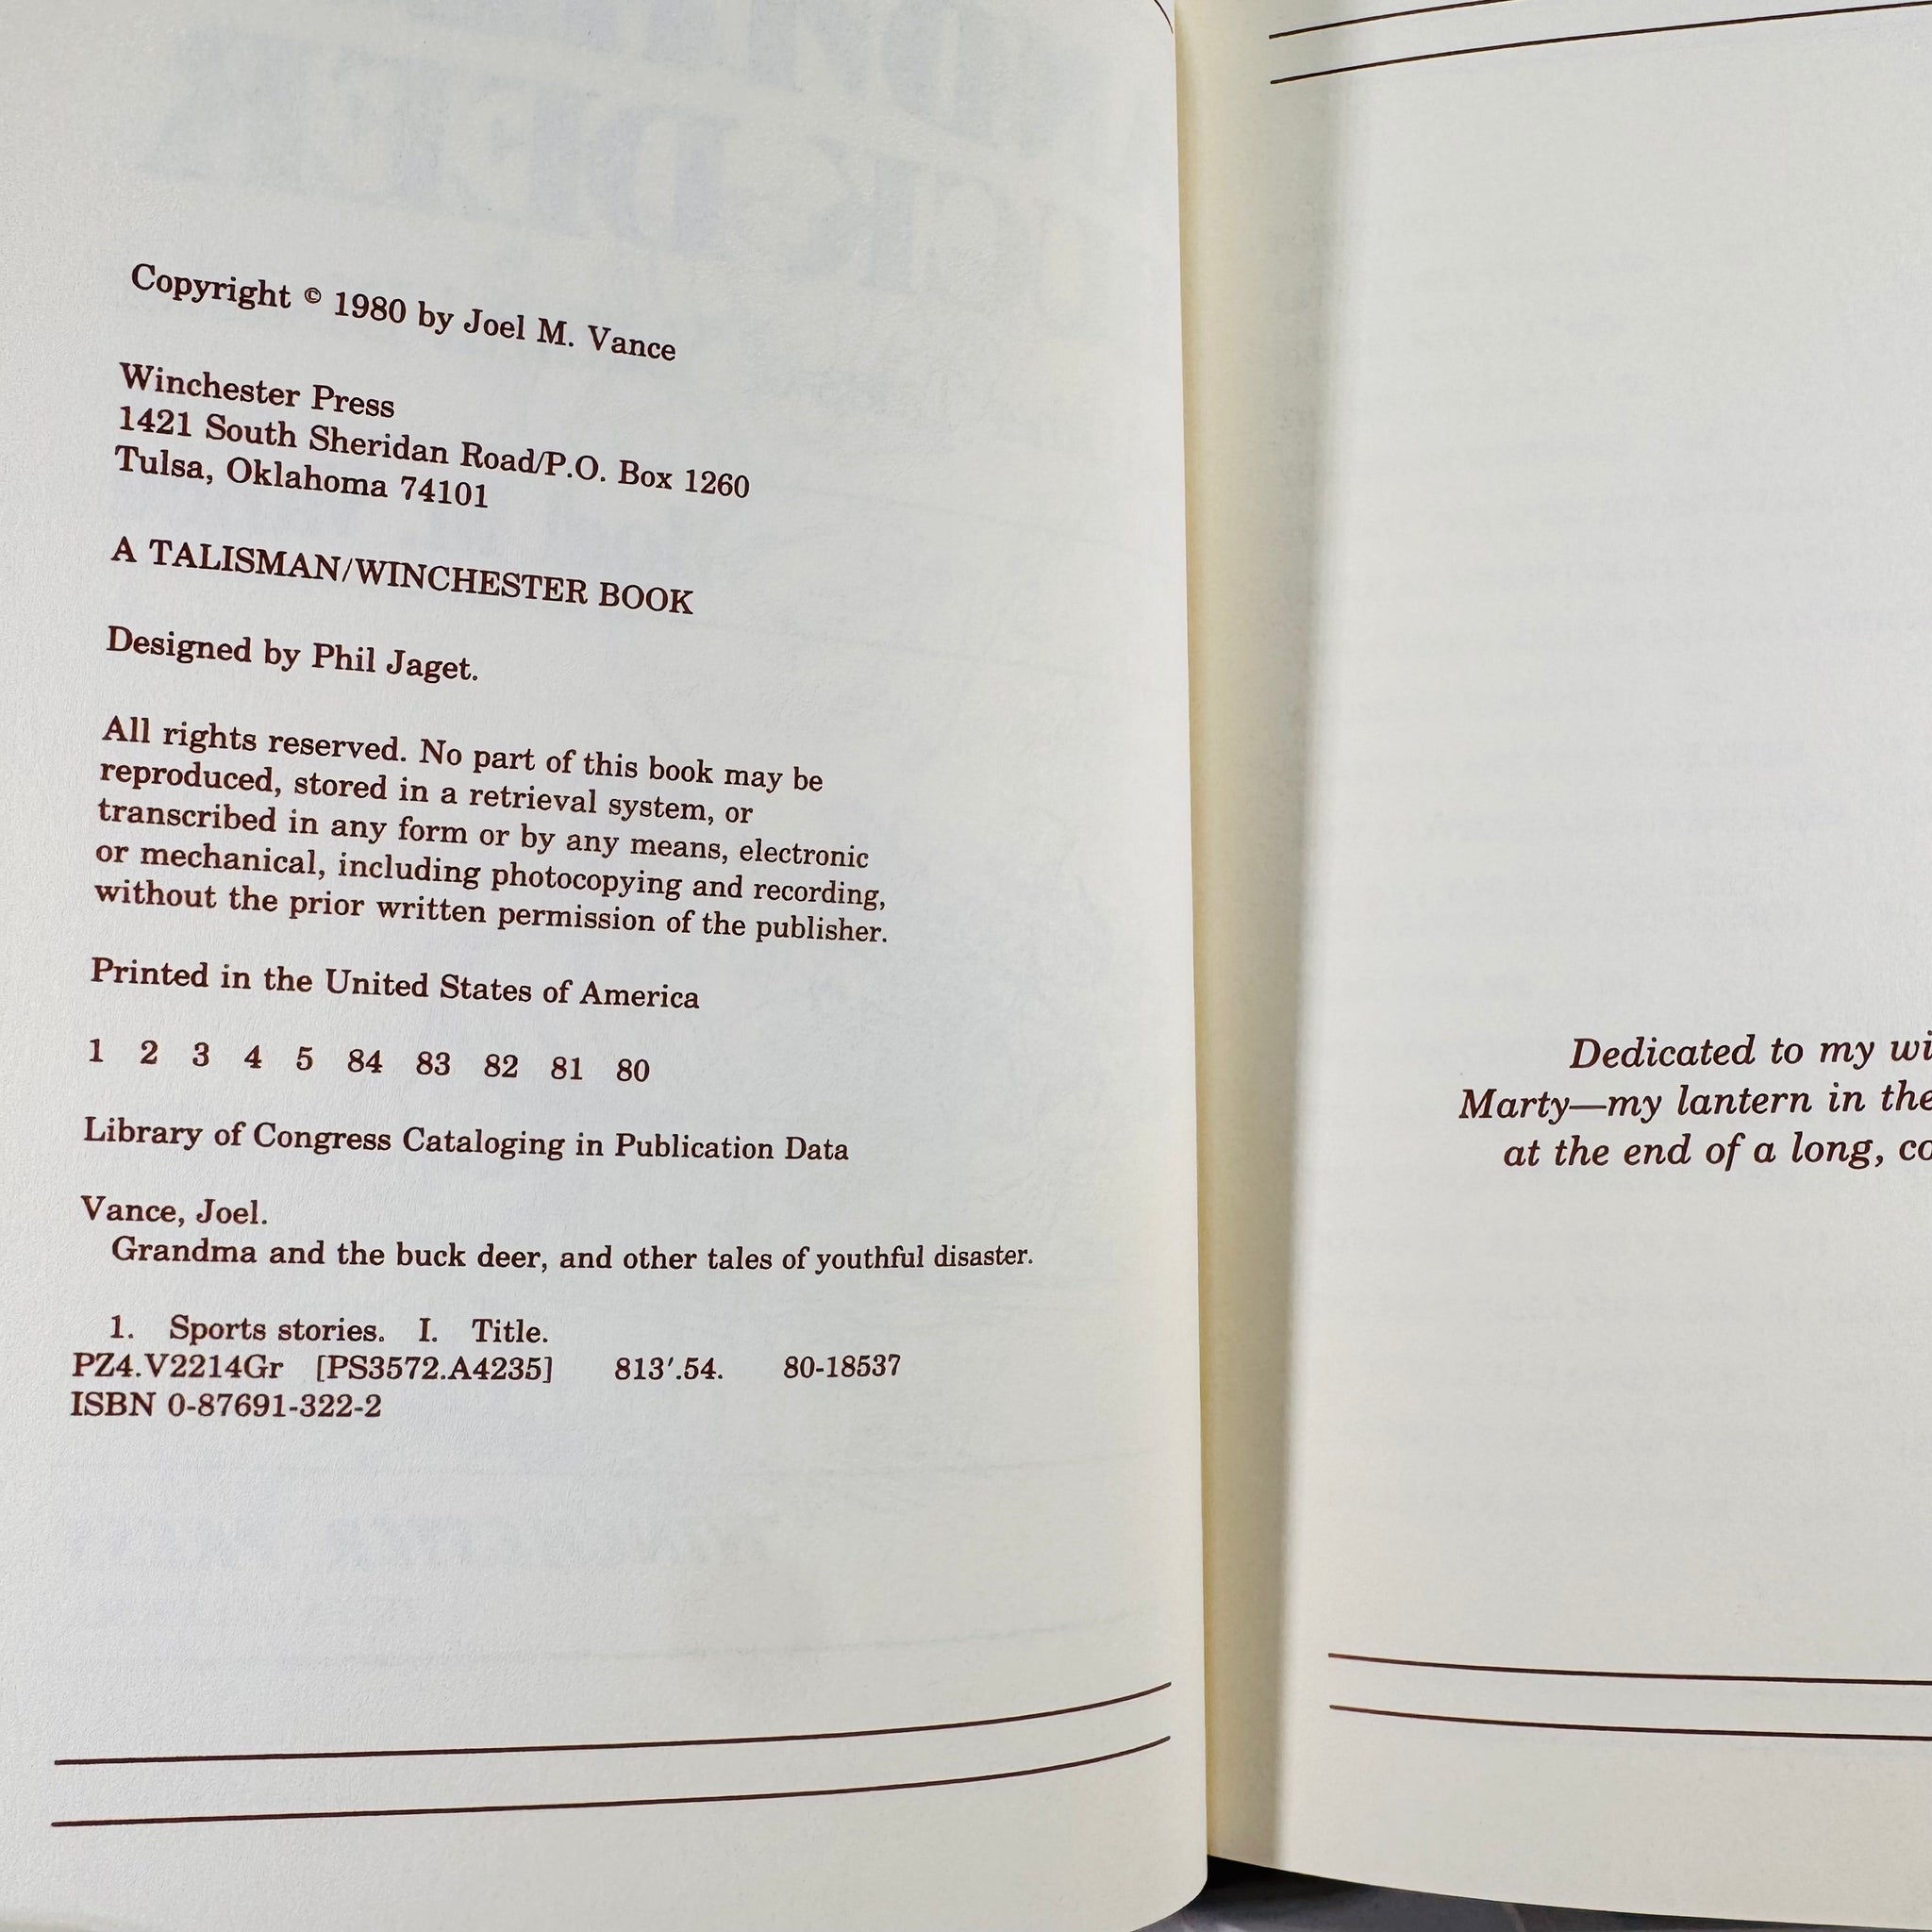 Copyright © 1980 by Joel M. Vance
Winchester Press
1421 South Sheridan Road/P.O. Box 1260
Tulsa, Oklahoma 74101
A TALISMAN/WINCHESTER BOOK
Designed by Phil Jaget.
All rights reserved. No part of this book may be
reproduced, stored in a retrieval system, or
transcribed in any form or by any means, electronic
or mechanical, including photocopying and recording,
without the prior written permission of the publisher.
Printed in the United States of America
1 2 3 4 5 84 83 82 81 80
Library of Congress Cataloging in Publication Data
Vance, Joel.
Grandma and the buck deer, and other tales of youthful disaster.
1. Sports stories. I. Title.
PZ4.V2214Gr [PS3572.A4235] 813′.54. 80-18537
ISBN 0-87691-322-2
Dedicated to my
Marty—my lantern in the
at the end of a long,